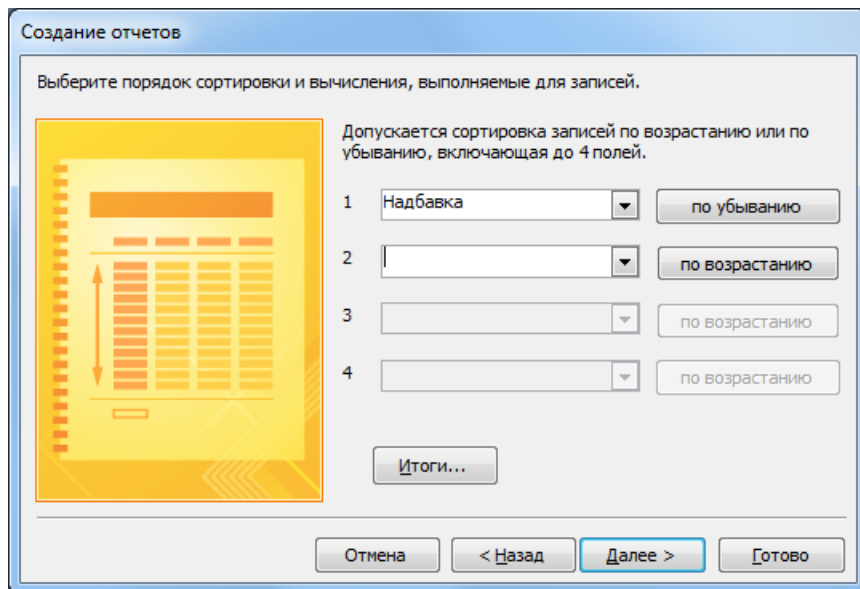 Создание отчетов
Выберите порядок сортировки и вычисления, выполняемые для записей.
Допускается сортировка записей по возрастанию или по
убыванию, включающая до 4 полей.
1 Надбавка по убыванию
2 по возрастанию
3 по возрастанию
4 по возрастанию
Итоги...
Отмена < Назад Далее > Готово